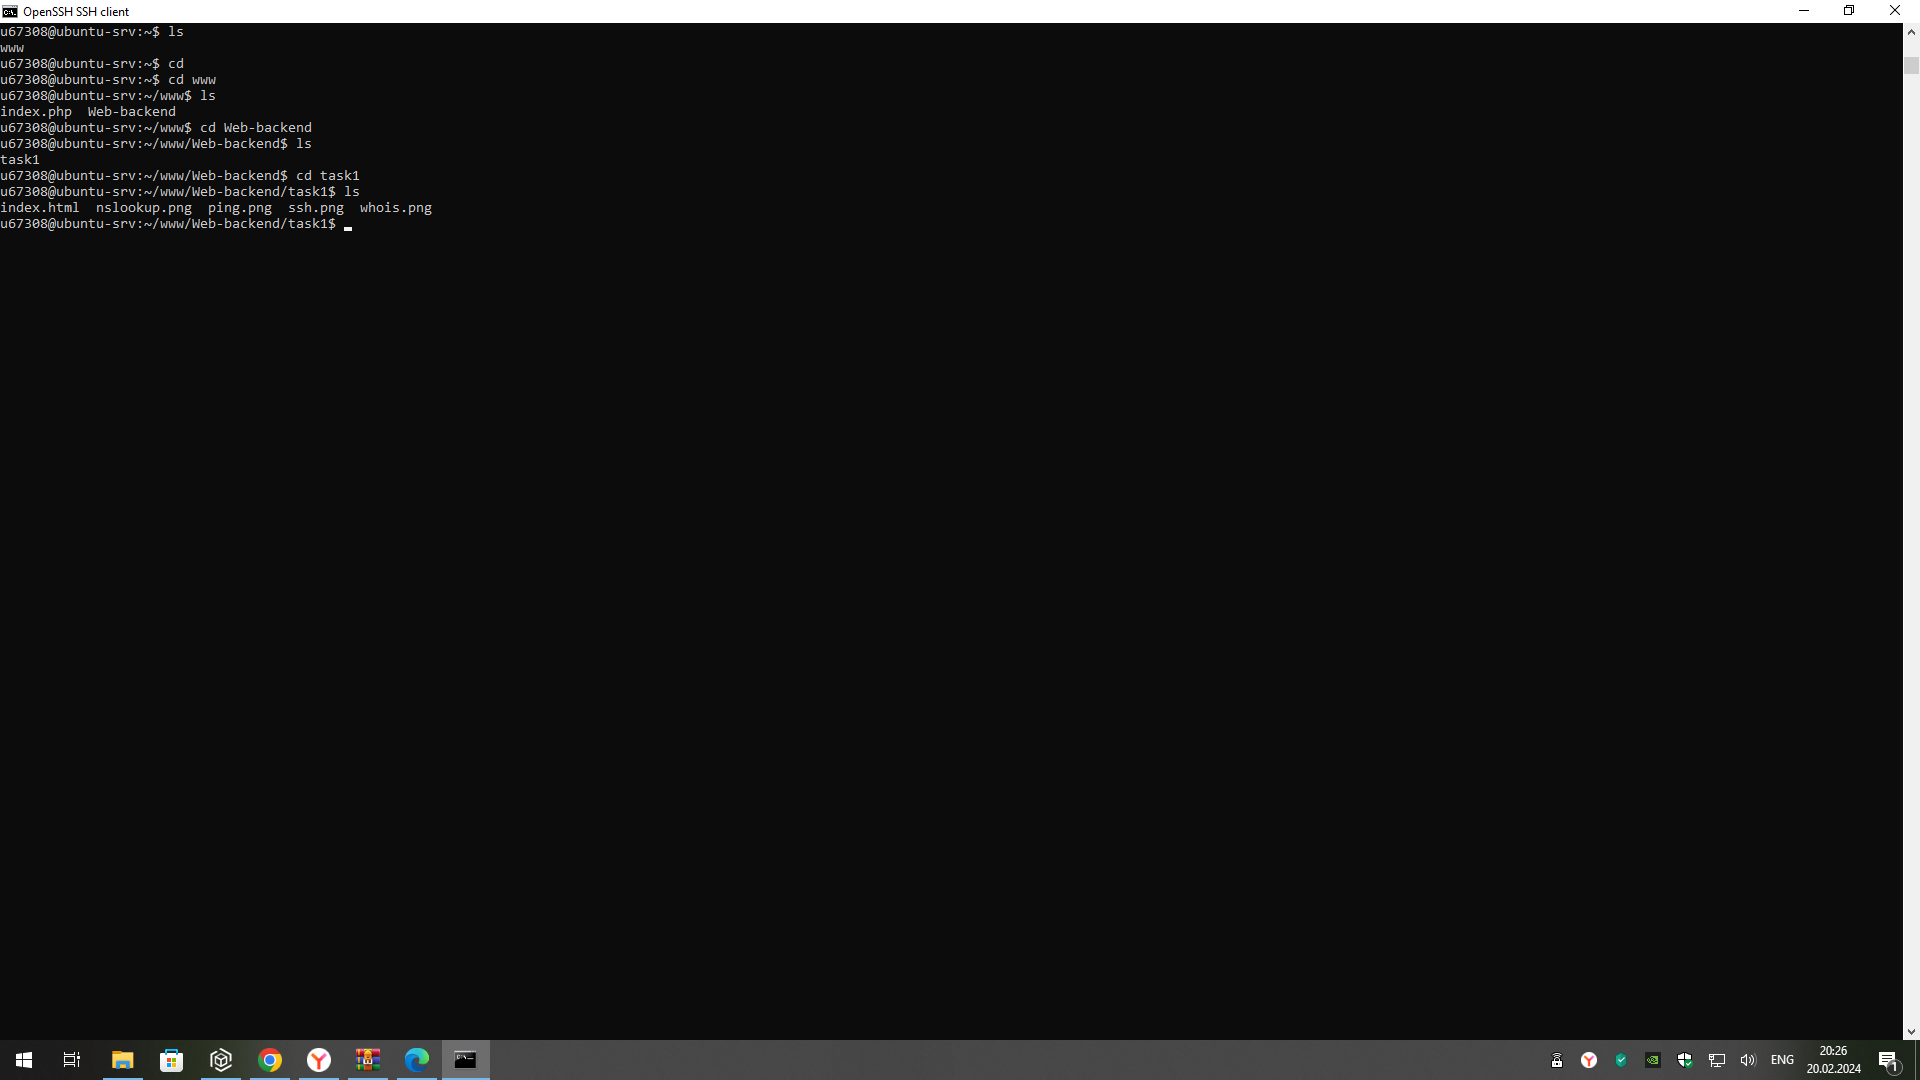 OpenSSH SSH client
u67308@ubuntu-srv:~$ ls
www
u67308@ubuntu-srv:~$ cd
u67308@ubuntu-srv:~$ cd www
u67308@ubuntu-srv:~/www$ ls
index.php  Web-backend
u67308@ubuntu-srv:~/www$ cd Web-backend
u67308@ubuntu-srv:~/www/Web-backend$ ls
task1
u67308@ubuntu-srv:~/www/Web-backend$ cd task1
u67308@ubuntu-srv:~/www/Web-backend/task1$ ls
index.html  nslookup.png  ping.png  ssh.png  whois.png
u67308@ubuntu-srv:~/www/Web-backend/task1$
ENG
20:26
20.02.2024
1